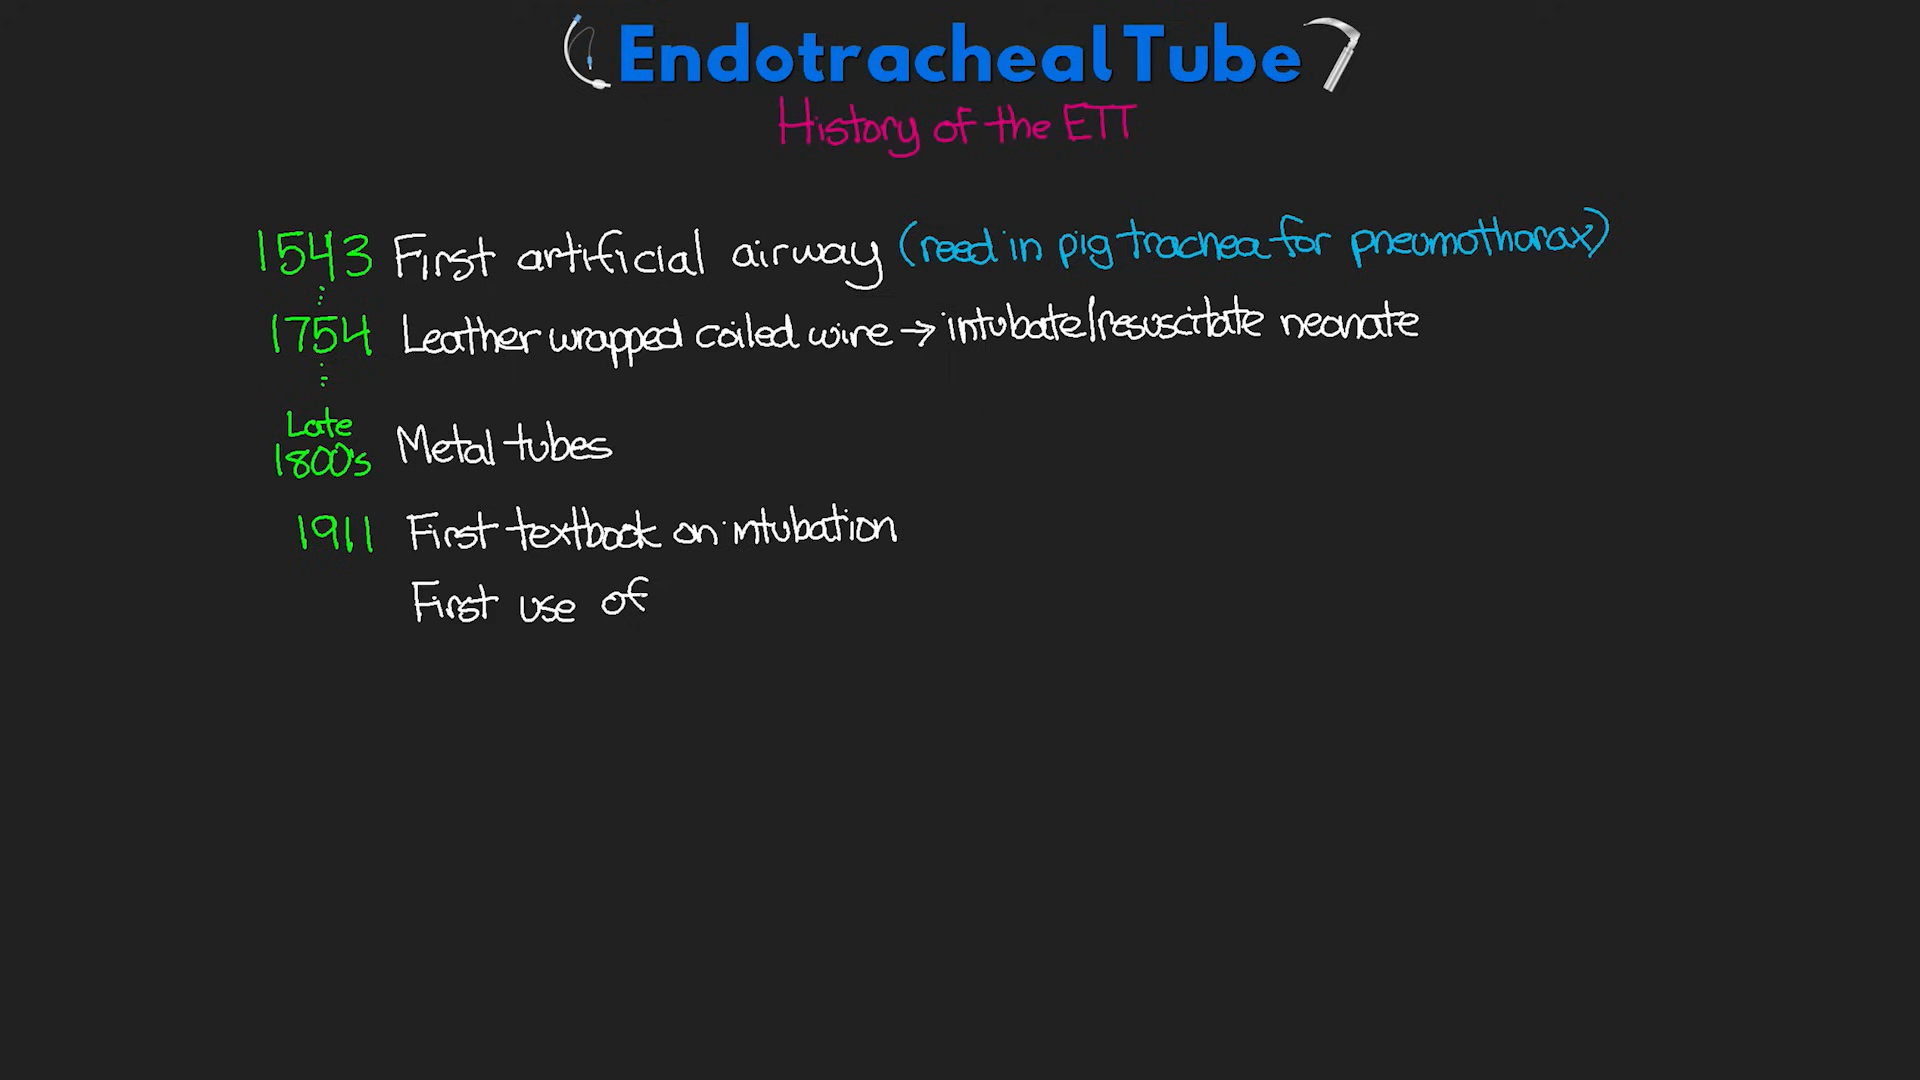 Endotracheal Tube
History of the ETT
1543 First artificial airway (reed in pig trachea for pneumothorax)
1754 Leather wrapped coiled wire → intubate/resuscitate neonate
Late 1800's Metal tubes
1911 First textbook on intubation
First use of